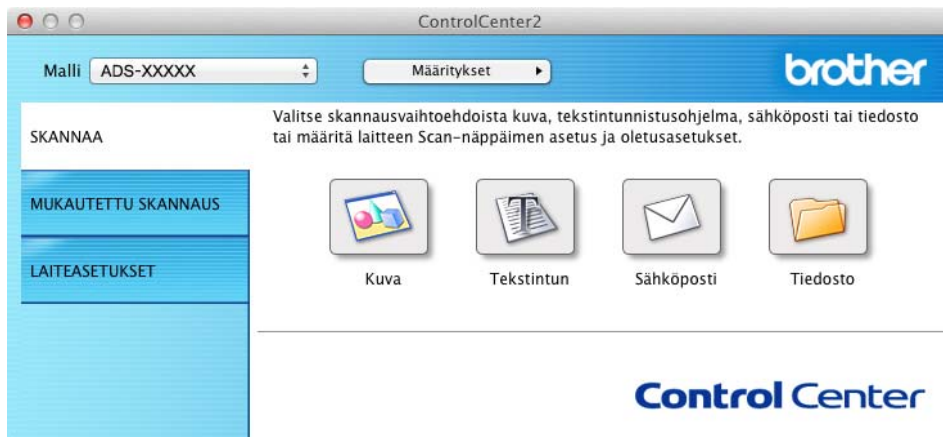 ControlCenter2
Malli ADS-XXXXX Määritykset brother
Valitse skannausvaihtoehdoista kuva, tekstintunnistusohjelma, sähköposti tai tiedosto
tai määritä laitteen Scan-näppäimen asetus ja oletusasetukset.
SKANNAA
MUKAUTETTU SKANNAUS
LAITEASETUKSET
Kuva Tekstintun Sähköposti Tiedosto
Control Center